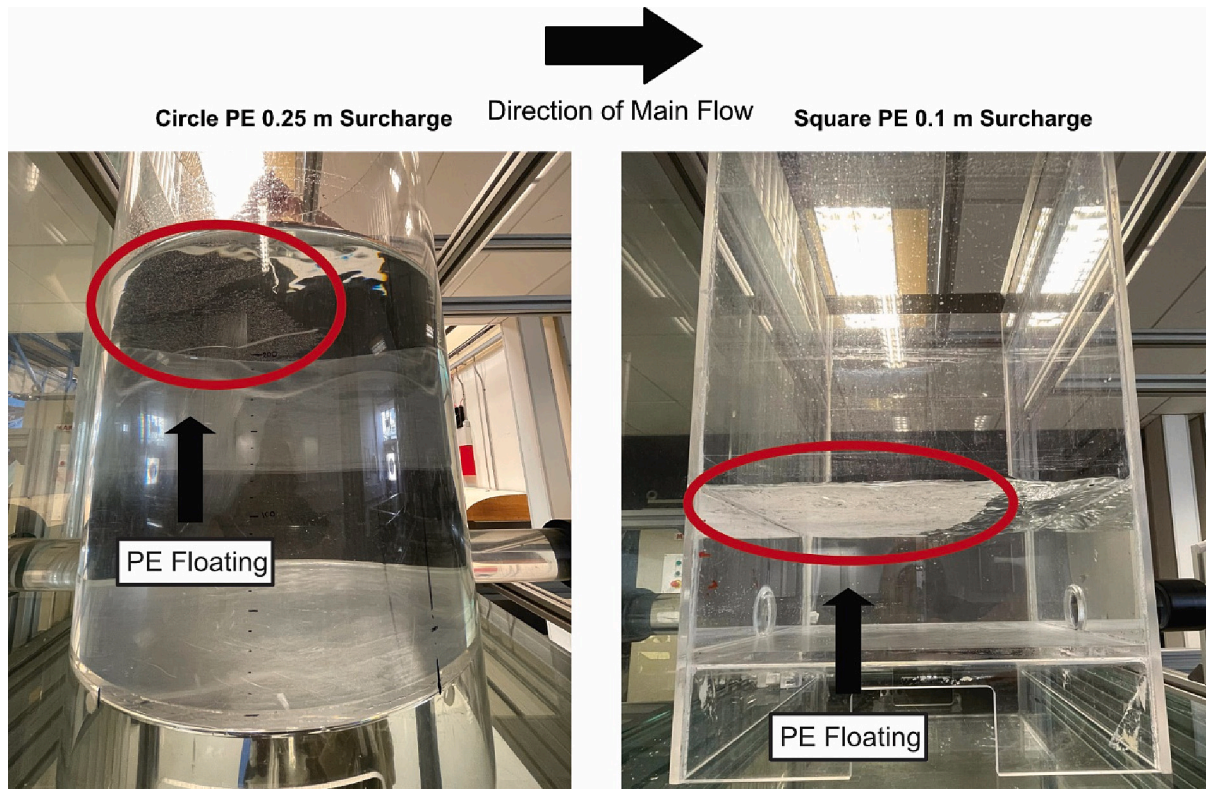 Direction of Main Flow
Circle PE 0.25 m Surcharge
Square PE 0.1 m Surcharge
PE Floating
PE Floating